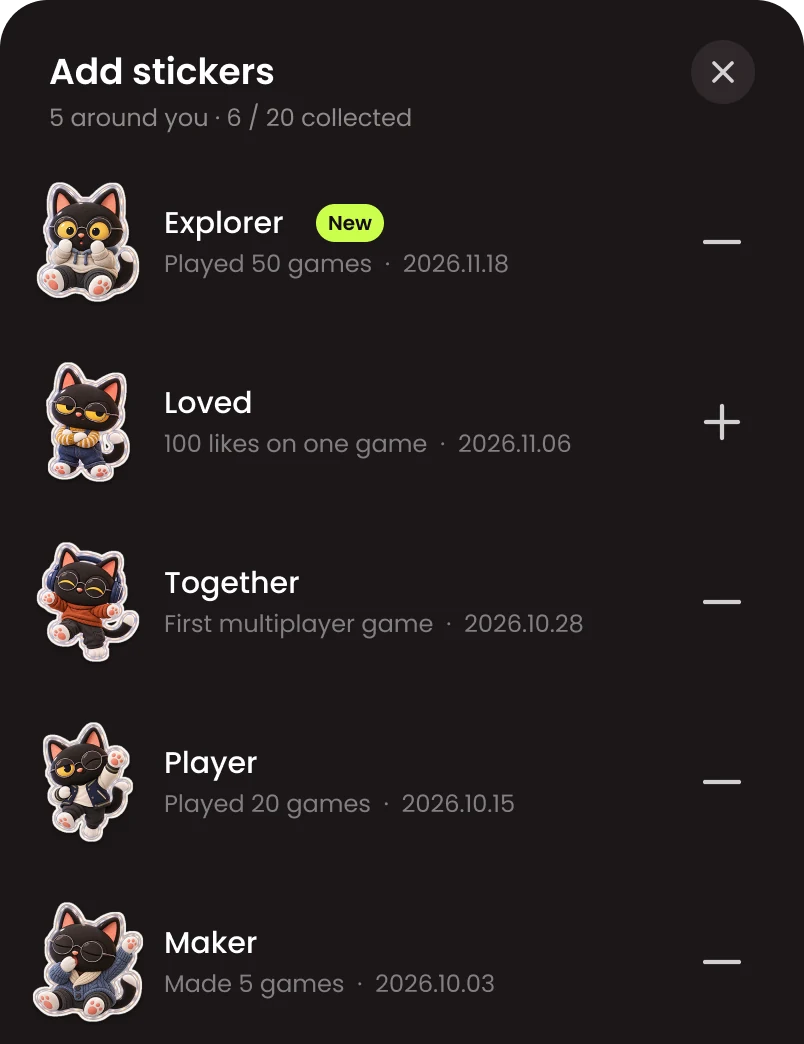 Add stickers
5 around you · 6 / 20 collected
Explorer New
Played 50 games · 2026.11.18
Loved
100 likes on one game · 2026.11.06
Together
First multiplayer game · 2026.10.28
Player
Played 20 games · 2026.10.15
Maker
Made 5 games · 2026.10.03